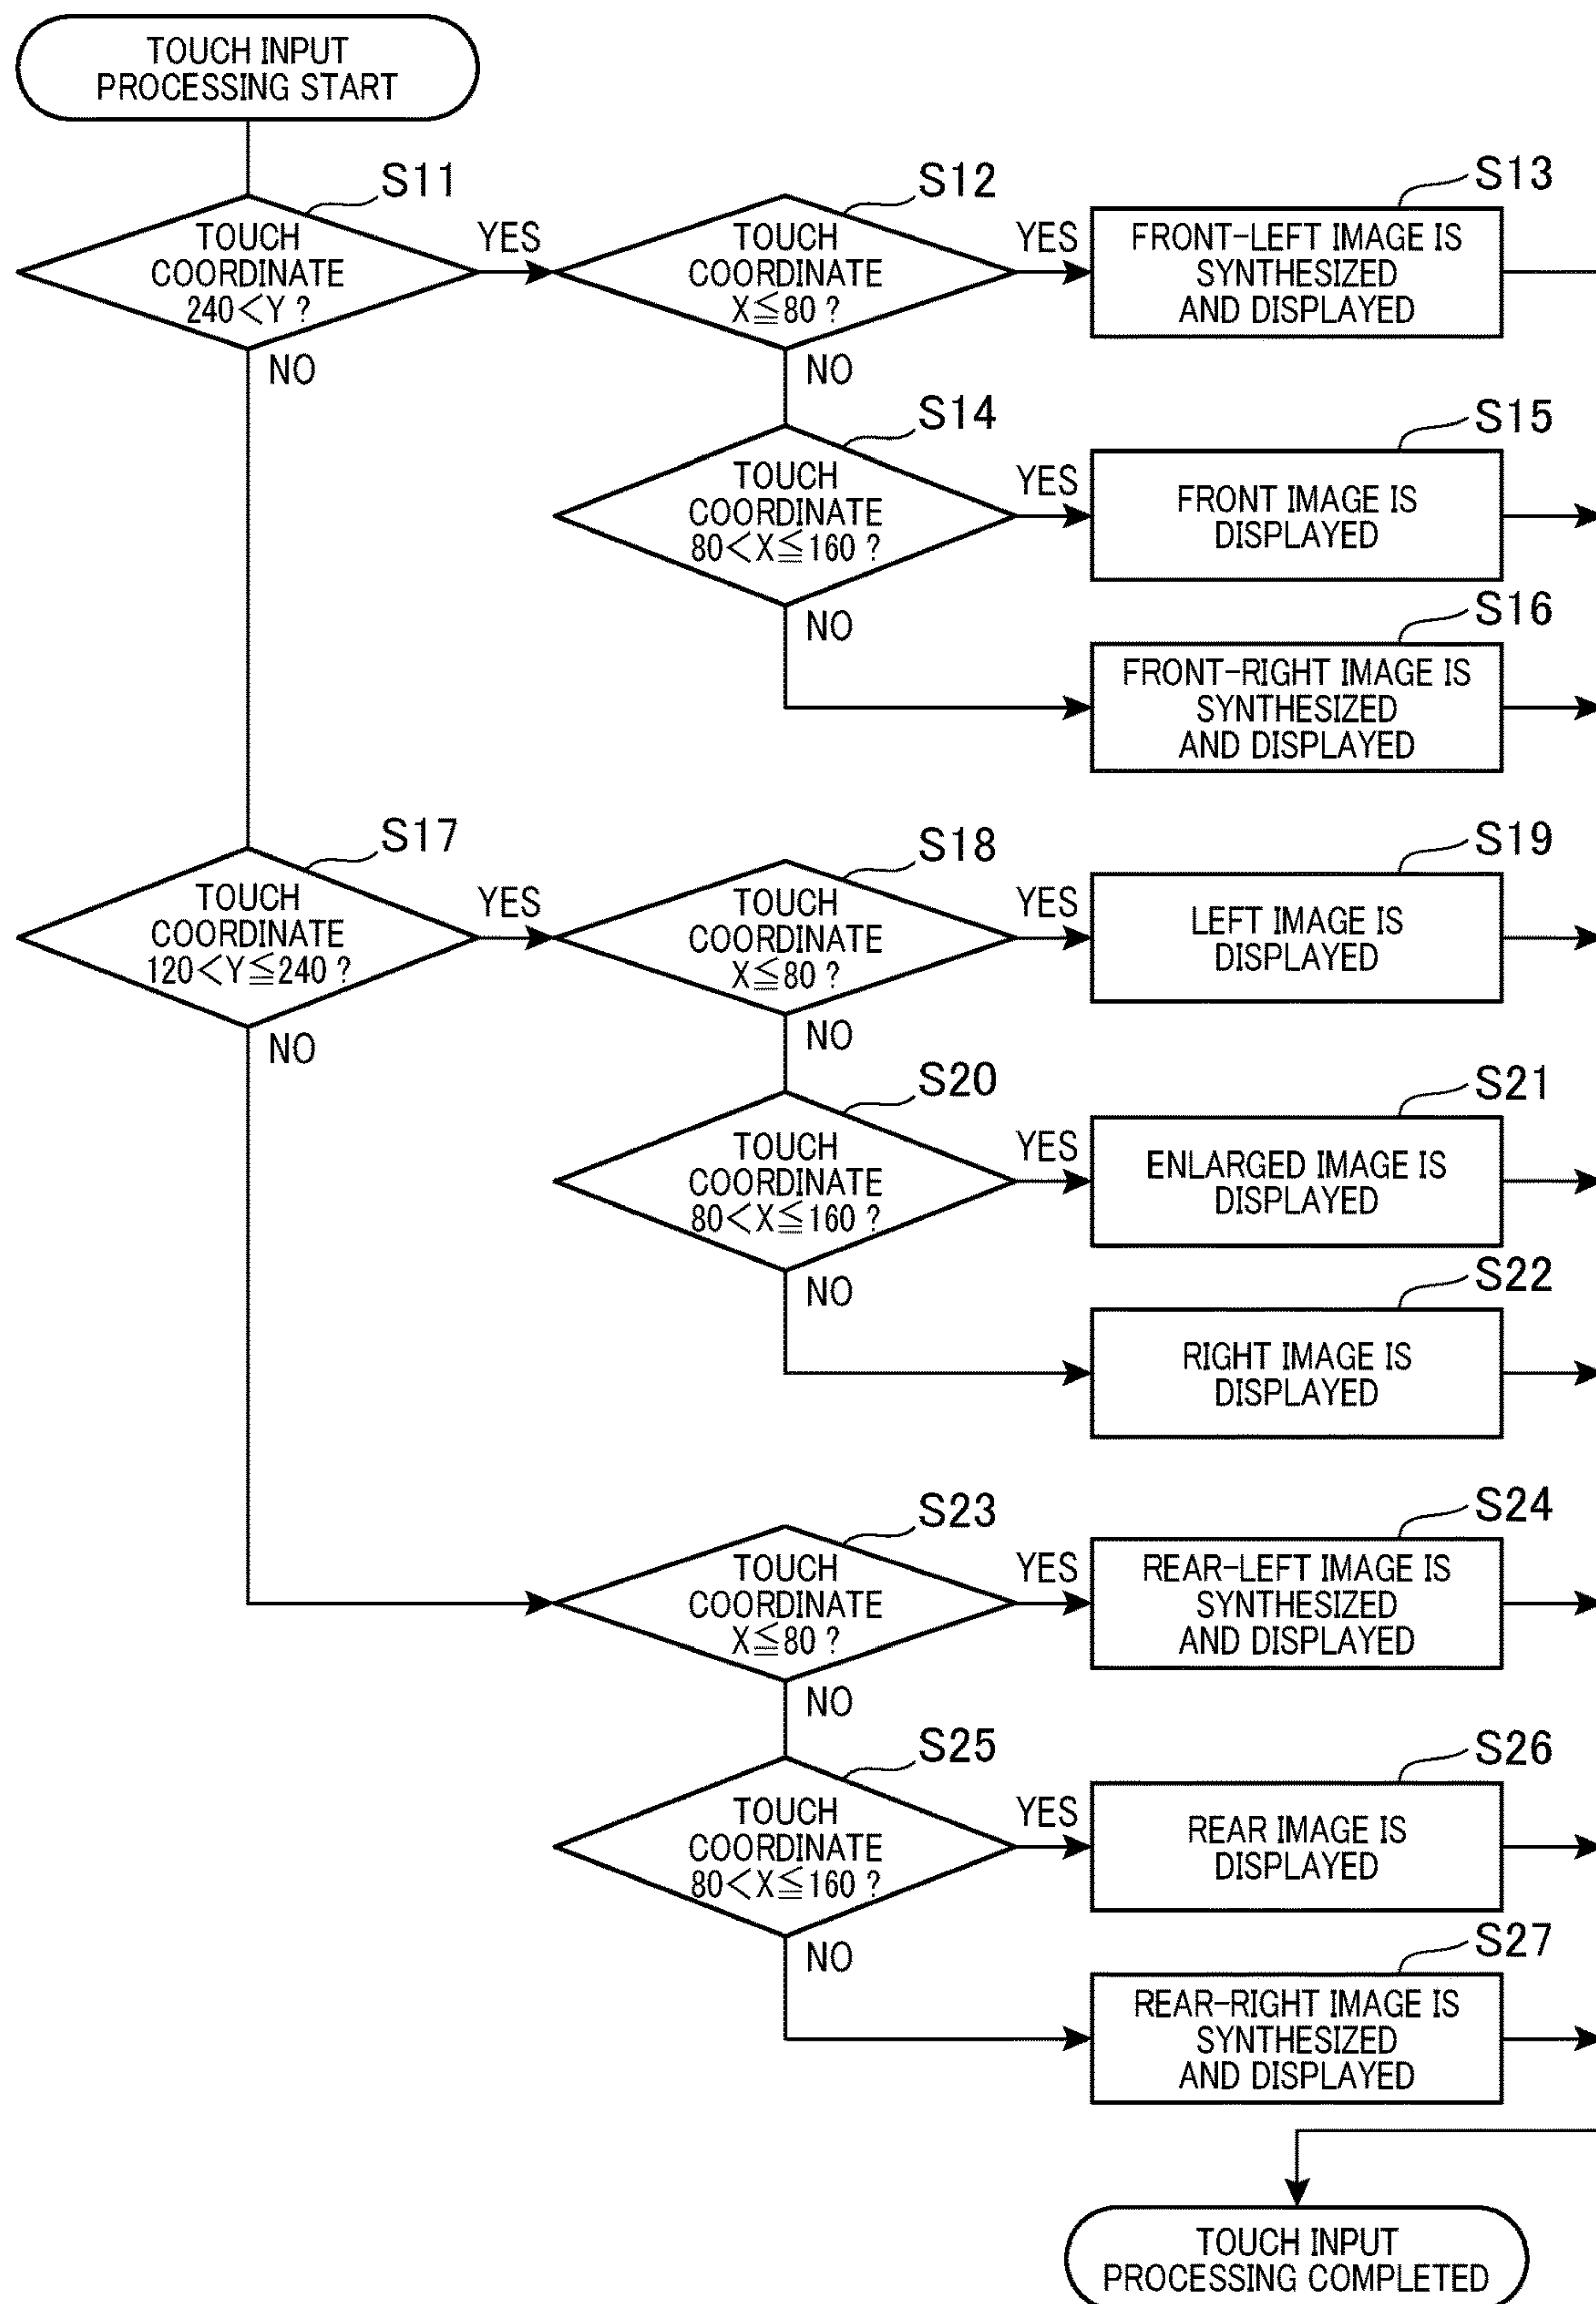 TOUCH INPUT
PROCESSING START
S11
TOUCH
COORDINATE
240<Y ?
YES
NO
S12
TOUCH
COORDINATE
X≦80 ?
YES
NO
S13
FRONT-LEFT IMAGE IS
SYNTHESIZED
AND DISPLAYED
S14
TOUCH
COORDINATE
80<X≦160 ?
YES
NO
S15
FRONT IMAGE IS
DISPLAYED
S16
FRONT-RIGHT IMAGE IS
SYNTHESIZED
AND DISPLAYED
S17
TOUCH
COORDINATE
120<Y≦240 ?
YES
NO
S18
TOUCH
COORDINATE
X≦80 ?
YES
NO
S19
LEFT IMAGE IS
DISPLAYED
S20
TOUCH
COORDINATE
80<X≦160 ?
YES
NO
S21
ENLARGED IMAGE IS
DISPLAYED
S22
RIGHT IMAGE IS
DISPLAYED
S23
TOUCH
COORDINATE
X≦80 ?
YES
NO
S24
REAR-LEFT IMAGE IS
SYNTHESIZED
AND DISPLAYED
S25
TOUCH
COORDINATE
80<X≦160 ?
YES
NO
S26
REAR IMAGE IS
DISPLAYED
S27
REAR-RIGHT IMAGE IS
SYNTHESIZED
AND DISPLAYED
TOUCH INPUT
PROCESSING COMPLETED